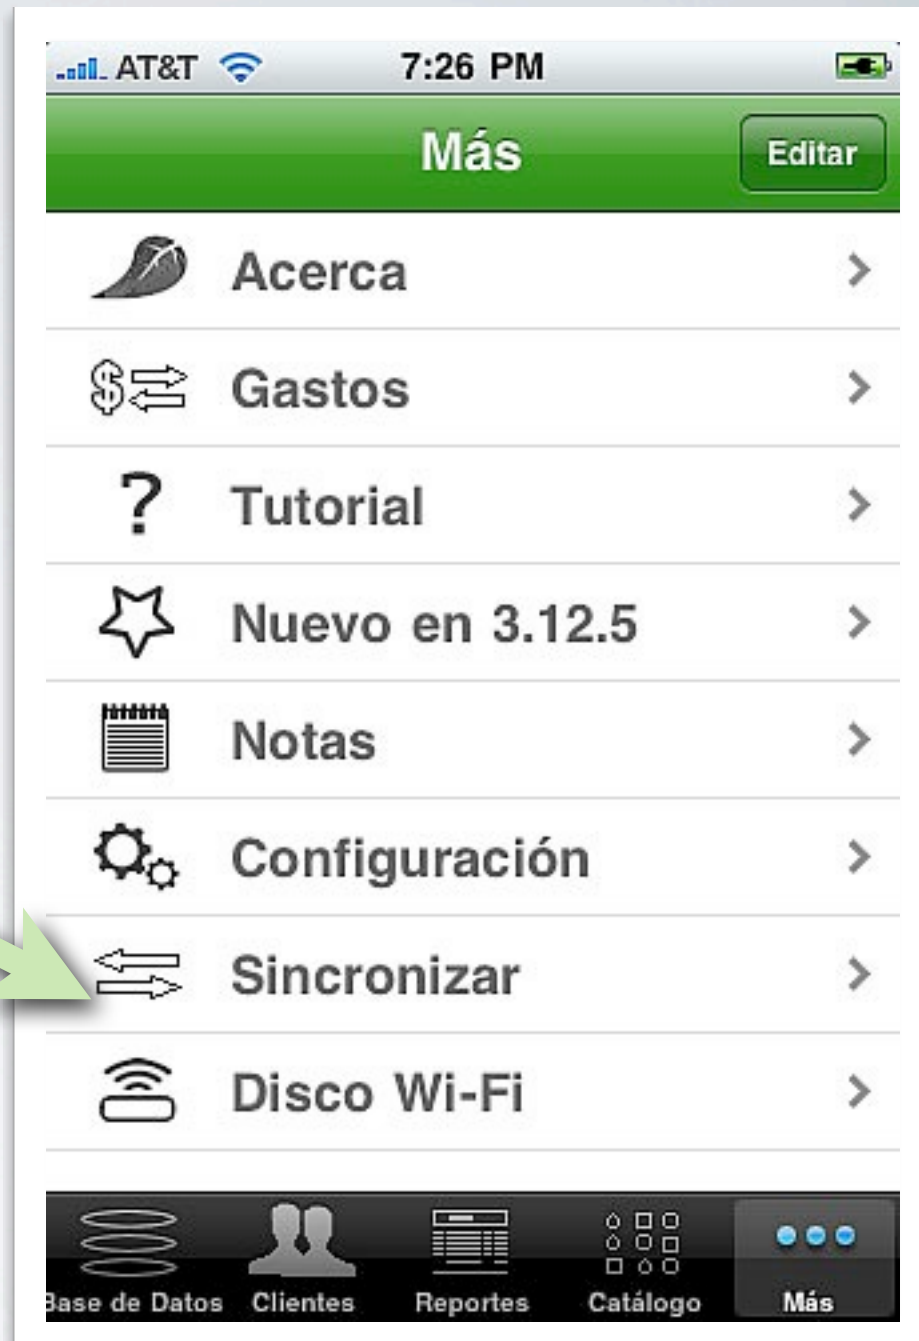 AT&T 7:26 PM
Más Editar
Acerca
Gastos
Tutorial
Nuevo en 3.12.5
Notas
Configuración
Sincronizar
Disco Wi-Fi
Base de Datos Clientes Reportes Catálogo Más